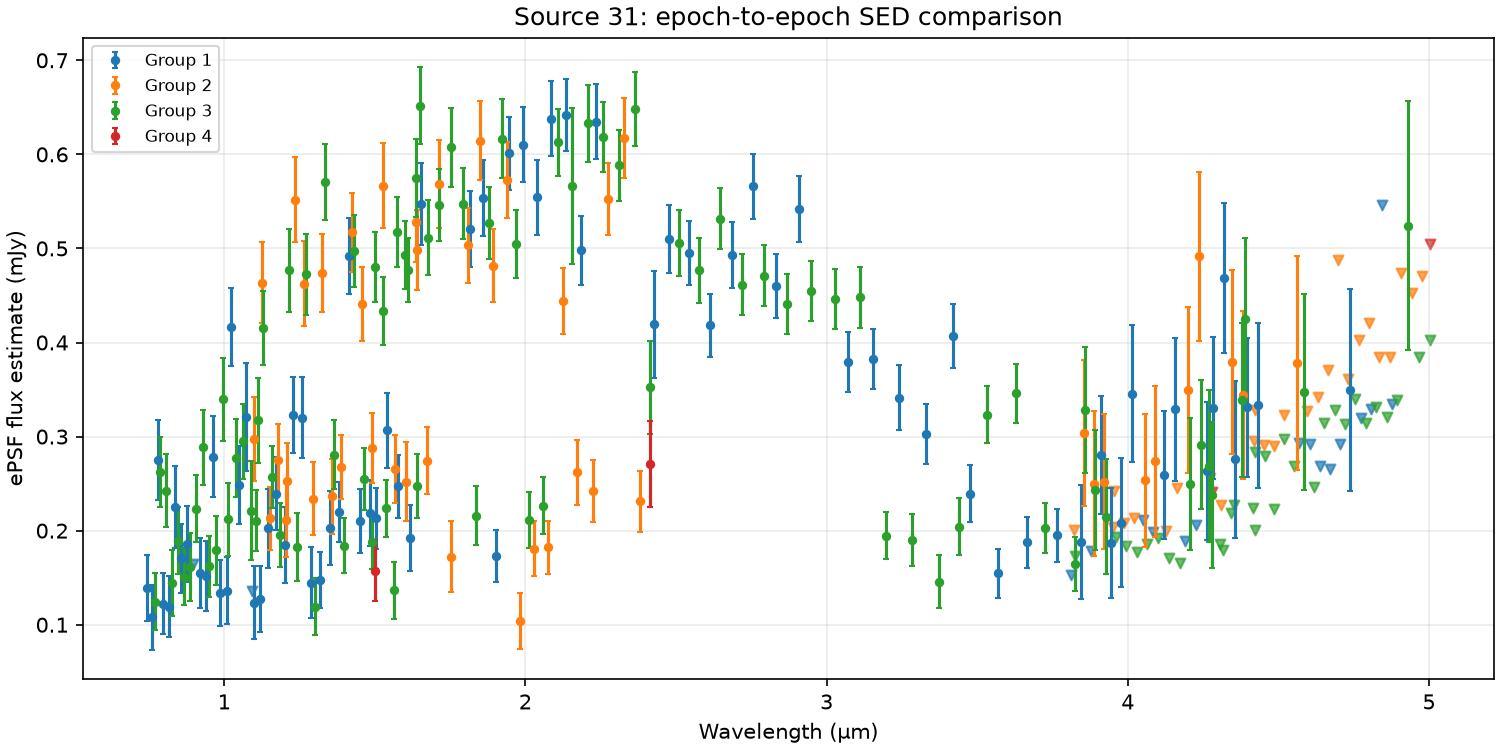 Source 31: epoch-to-epoch SED comparison
Group 1
Group 2
Group 3
Group 4
ePSF flux estimate (mJy)
0.7
0.6
0.5
0.4
0.3
0.2
0.1
1 2 3 4 5
Wavelength (μm)